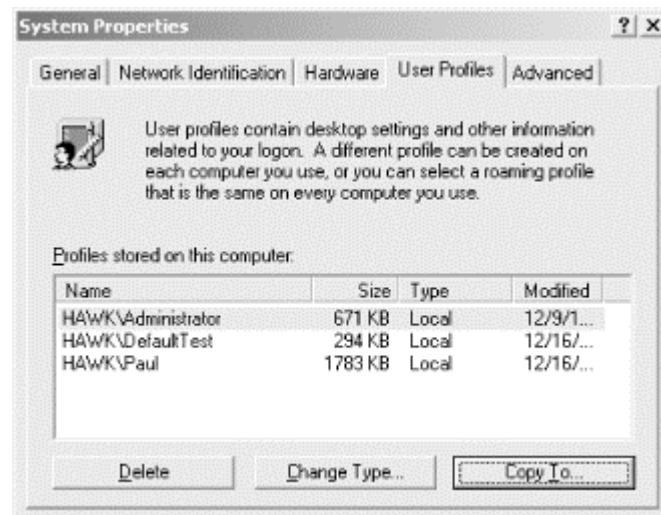 System Properties
? X
General Network Identification Hardware User Profiles Advanced
User profiles contain desktop settings and other information
related to your logon. A different profile can be created on
each computer you use, or you can select a roaming profile
that is the same on every computer you use.
Profiles stored on this computer:
Name Size Type Modified
HAWK\Administrator 671 KB Local 12/9/1...
HAWK\DefaultTest 294 KB Local 12/16/...
HAWK\Paul 1783 KB Local 12/16/...
Delete Change Type... Copy To...